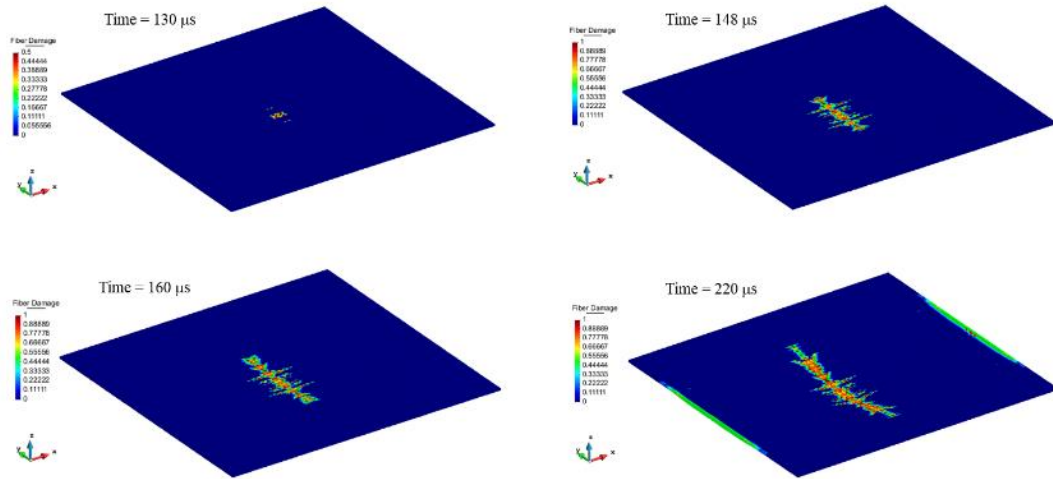 Time = 130 μs
Fiber Damage
0.5
0.44444
0.38889
0.33333
0.27778
0.22222
0.16667
0.11111
0.055556
0
z
y
x
Time = 148 μs
Fiber Damage
1
0.88889
0.77778
0.66667
0.55556
0.44444
0.33333
0.22222
0.11111
0
z
y
x
Time = 160 μs
Fiber Damage
1
0.88889
0.77778
0.66667
0.55556
0.44444
0.33333
0.22222
0.11111
0
z
y
x
Time = 220 μs
Fiber Damage
1
0.88889
0.77778
0.66667
0.55556
0.44444
0.33333
0.22222
0.11111
0
z
y
x